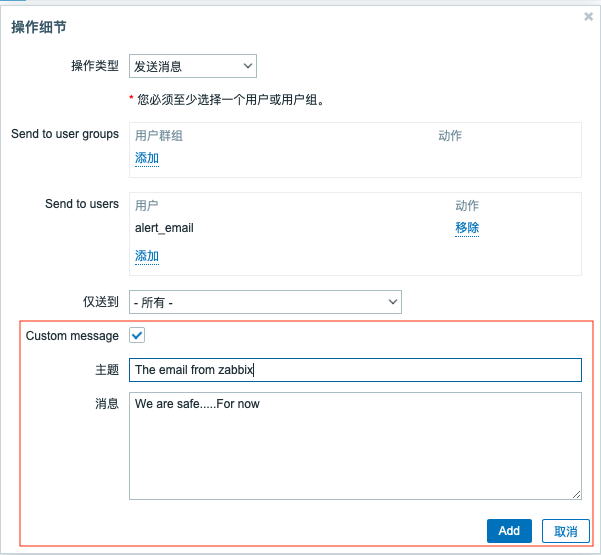 操作细节
操作类型 发送消息
* 您必须至少选择一个用户或用户组。
Send to user groups 用户群组 动作
添加
Send to users 用户 动作
alert_email 移除
添加
仅送到 - 所有 -
Custom message
主题 The email from zabbix
消息 We are safe.....For now
Add 取消